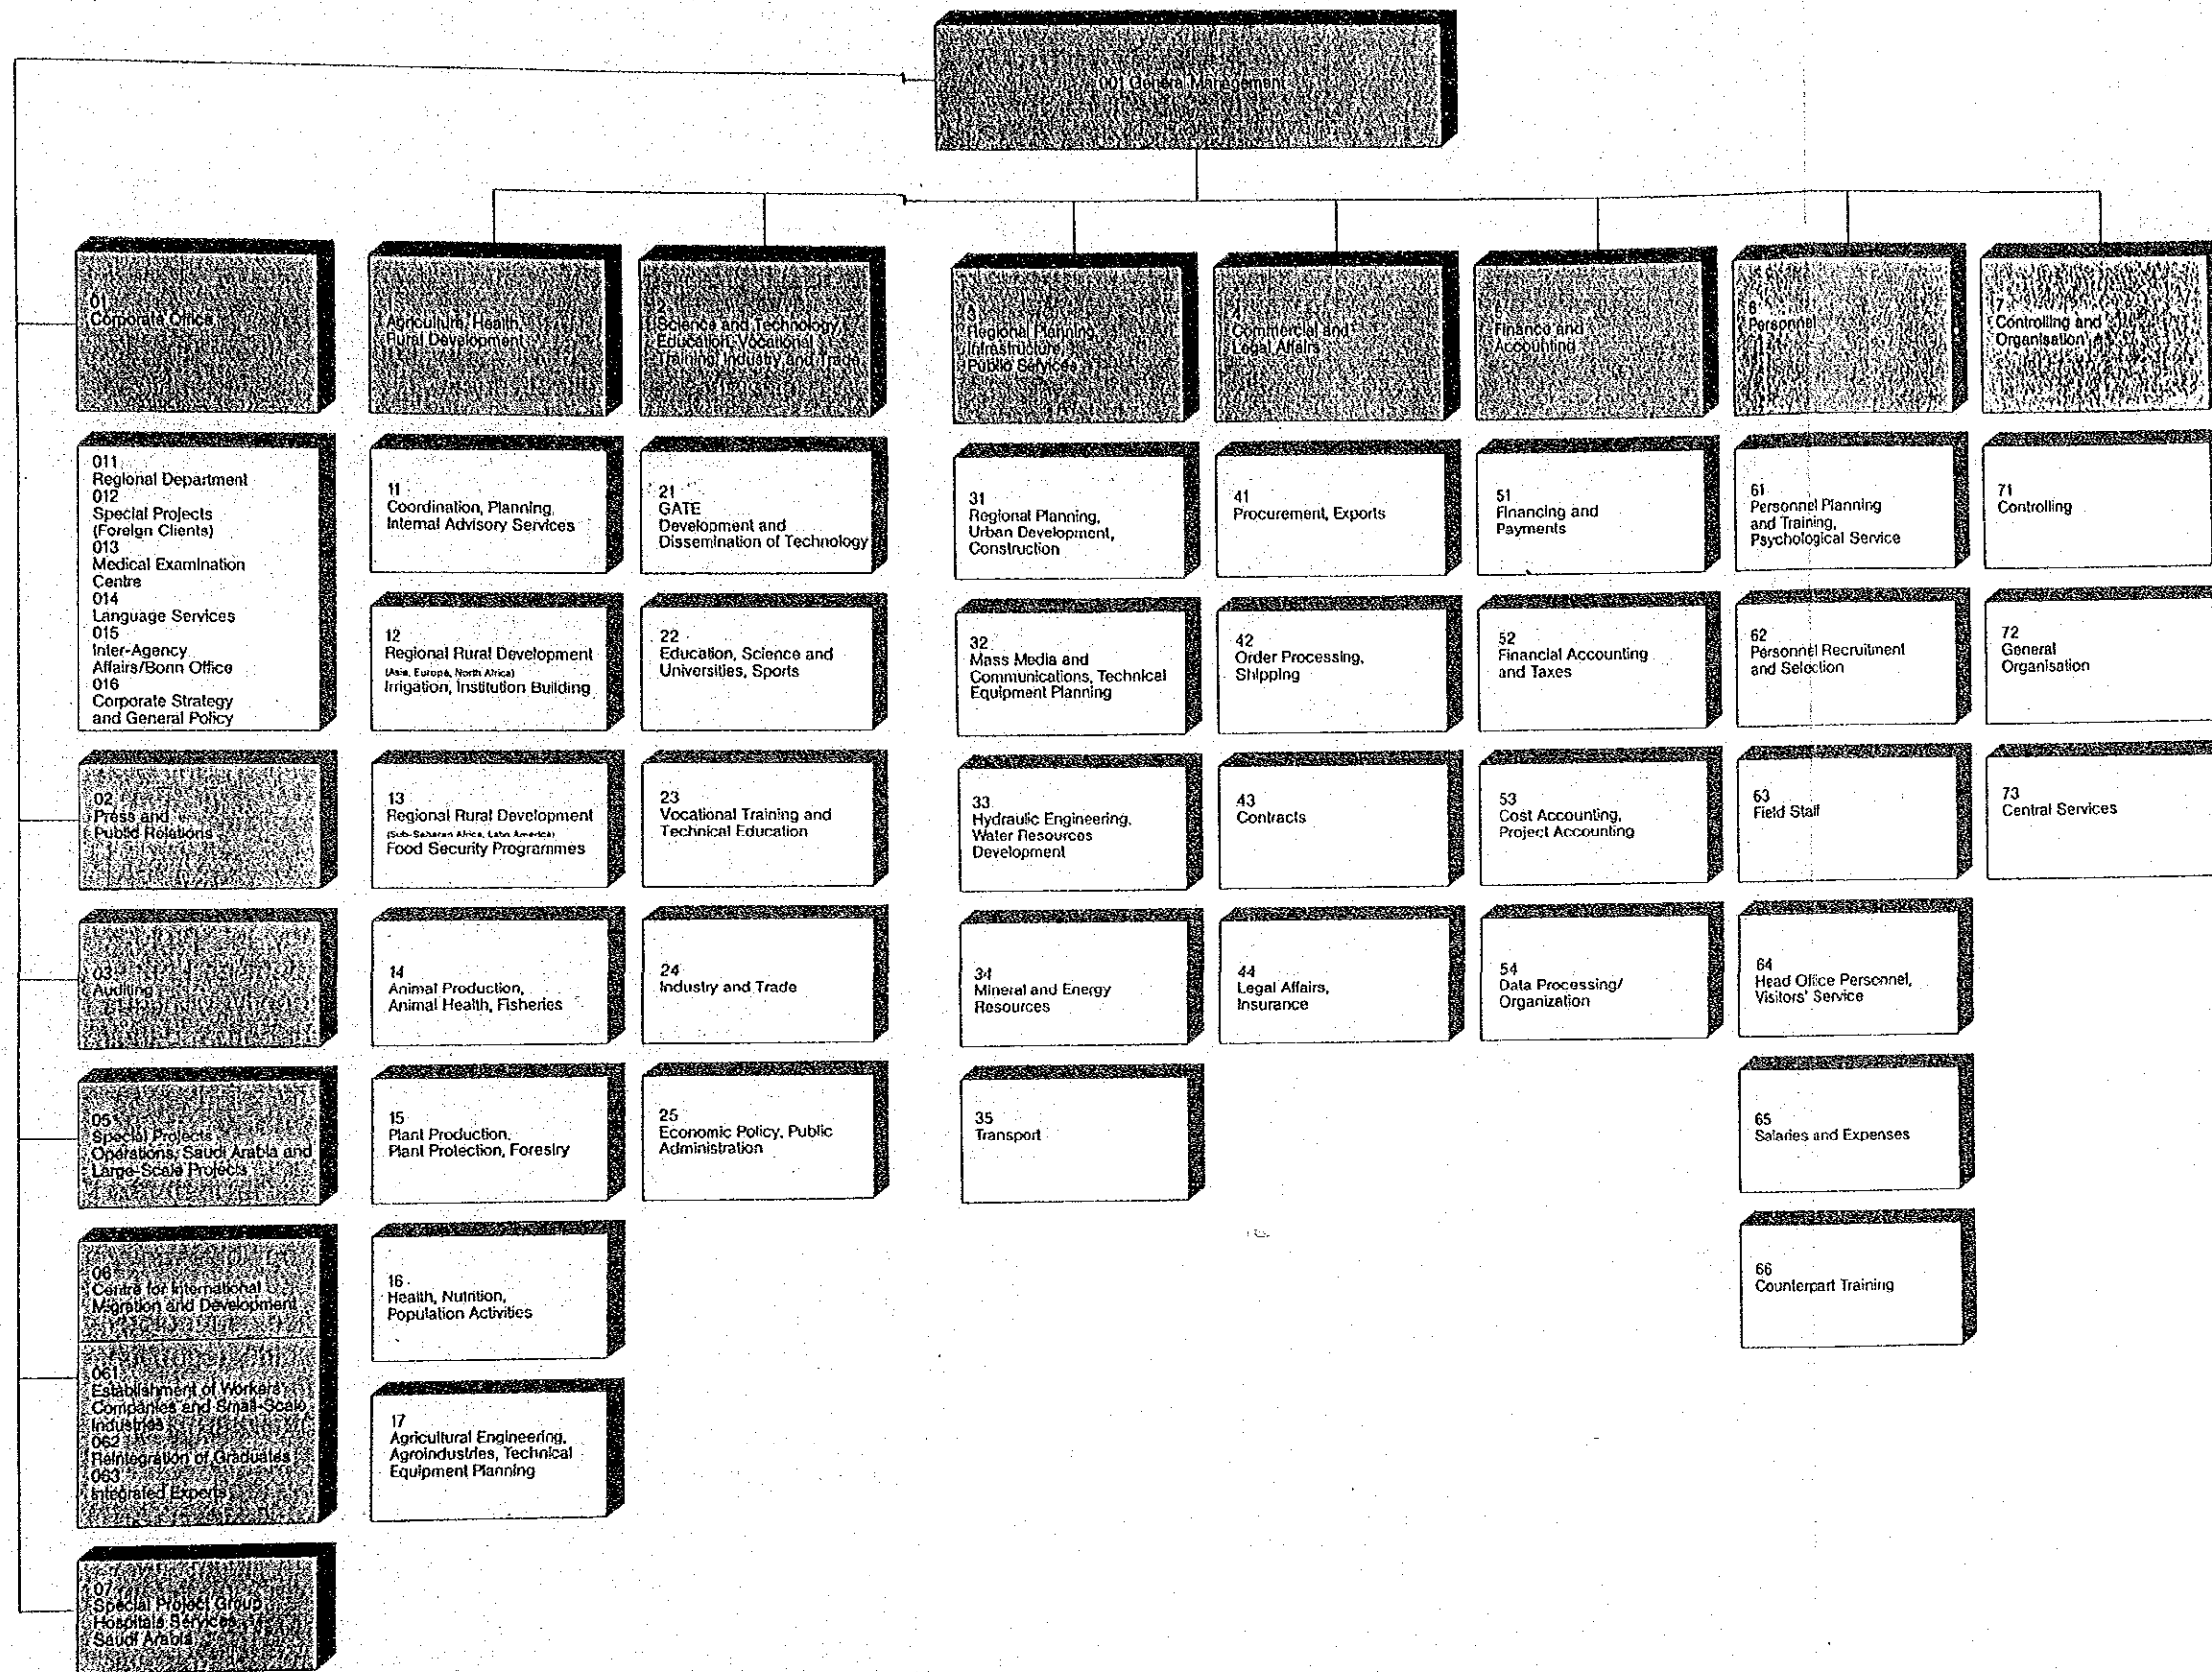 001 General Management
01
Corporate Office
011
Regional Department
012
Special Projects
(Foreign Clients)
013
Medical Examination
Centre
014
Language Services
015
Inter-Agency
Affairs/Bonn Office
016
Corporate Strategy
and General Policy
02
Press and
Public Relations
03
Auditing
05
Special Projects
Operations, Saudi Arabia and
Large-Scale Projects
06
Centre for International
Migration and Development
061
Establishment of Workers'
Companies and Small-Scale
Industries
062
Reintegration of Graduates
063
Integrated Experts
07
Special Project Group
Hospitals Services
Saudi Arabia
1
Agriculture, Health,
Rural Development
11
Coordination, Planning,
Internal Advisory Services
12
Regional Rural Development
(Asia, Europe, North Africa)
Irrigation, Institution Building
13
Regional Rural Development
(Sub-Saharan Africa, Latin America)
Food Security Programmes
14
Animal Production,
Animal Health, Fisheries
15
Plant Production,
Plant Protection, Forestry
16
Health, Nutrition,
Population Activities
17
Agricultural Engineering,
Agroindustries, Technical
Equipment Planning
2
Science and Technology,
Education, Vocational
Training, Industry and Trade
21
GATE
Development and
Dissemination of Technology
22
Education, Science and
Universities, Sports
23
Vocational Training and
Technical Education
24
Industry and Trade
25
Economic Policy, Public
Administration
3
Regional Planning,
Infrastructure,
Public Services
31
Regional Planning,
Urban Development,
Construction
32
Mass Media and
Communications, Technical
Equipment Planning
33
Hydraulic Engineering,
Water Resources
Development
34
Mineral and Energy
Resources
35
Transport
4
Commercial and
Legal Affairs
41
Procurement, Exports
42
Order Processing,
Shipping
43
Contracts
44
Legal Affairs,
Insurance
5
Finance and
Accounting
51
Financing and
Payments
52
Financial Accounting
and Taxes
53
Cost Accounting,
Project Accounting
54
Data Processing/
Organization
6
Personnel
61
Personnel Planning
and Training,
Psychological Service
62
Personnel Recruitment
and Selection
63
Field Staff
64
Head Office Personnel,
Visitors' Service
65
Salaries and Expenses
66
Counterpart Training
7
Controlling and
Organisation
71
Controlling
72
General
Organisation
73
Central Services